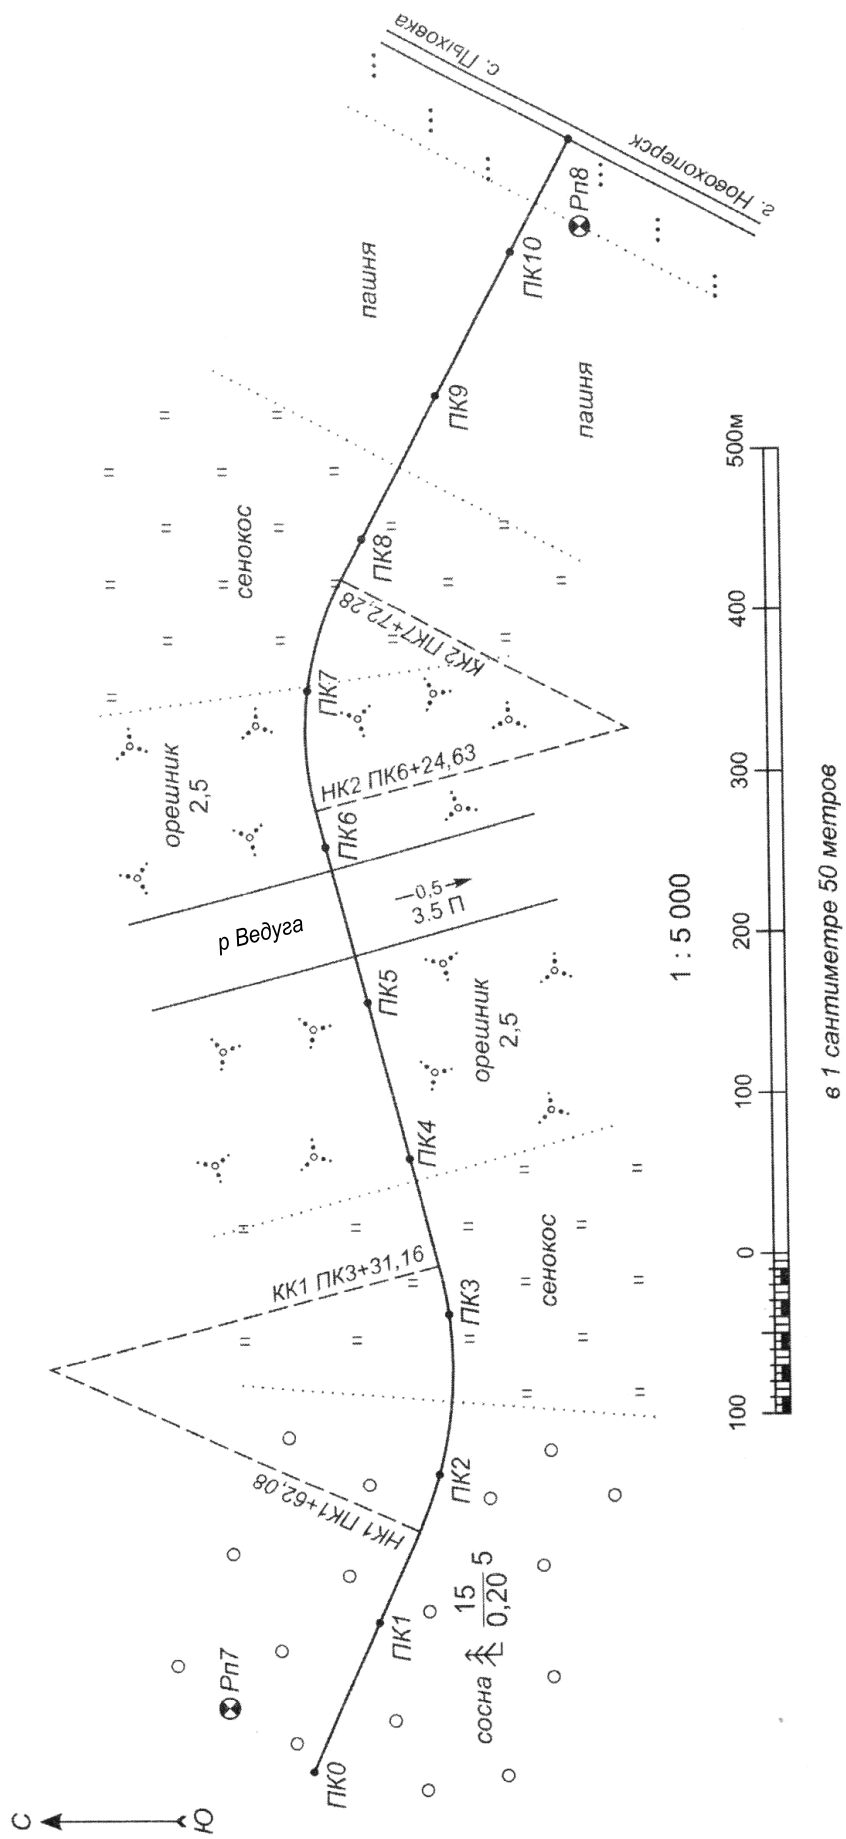 С
Ю
ПК0
Рп7
ПК1
сосна 15 5
0,20
НК1 ПК1+62,08
ПК2
КК1 ПК3+31,16
ПК3
сенокос
ПК4
орешник
2,5
ПК5
р Ведуга
0,5
3.5 П
ПК6
орешник
2,5
НК2 ПК6+24,63
ПК7
КК2 ПК7+72,28
сенокос
ПК8
ПК9
пашня
пашня
ПК10
Рп8
с. Пыховка
г. Новохоперск
1 : 5 000
100
0
100
200
300
400
500м
в 1 сантиметре 50 метров